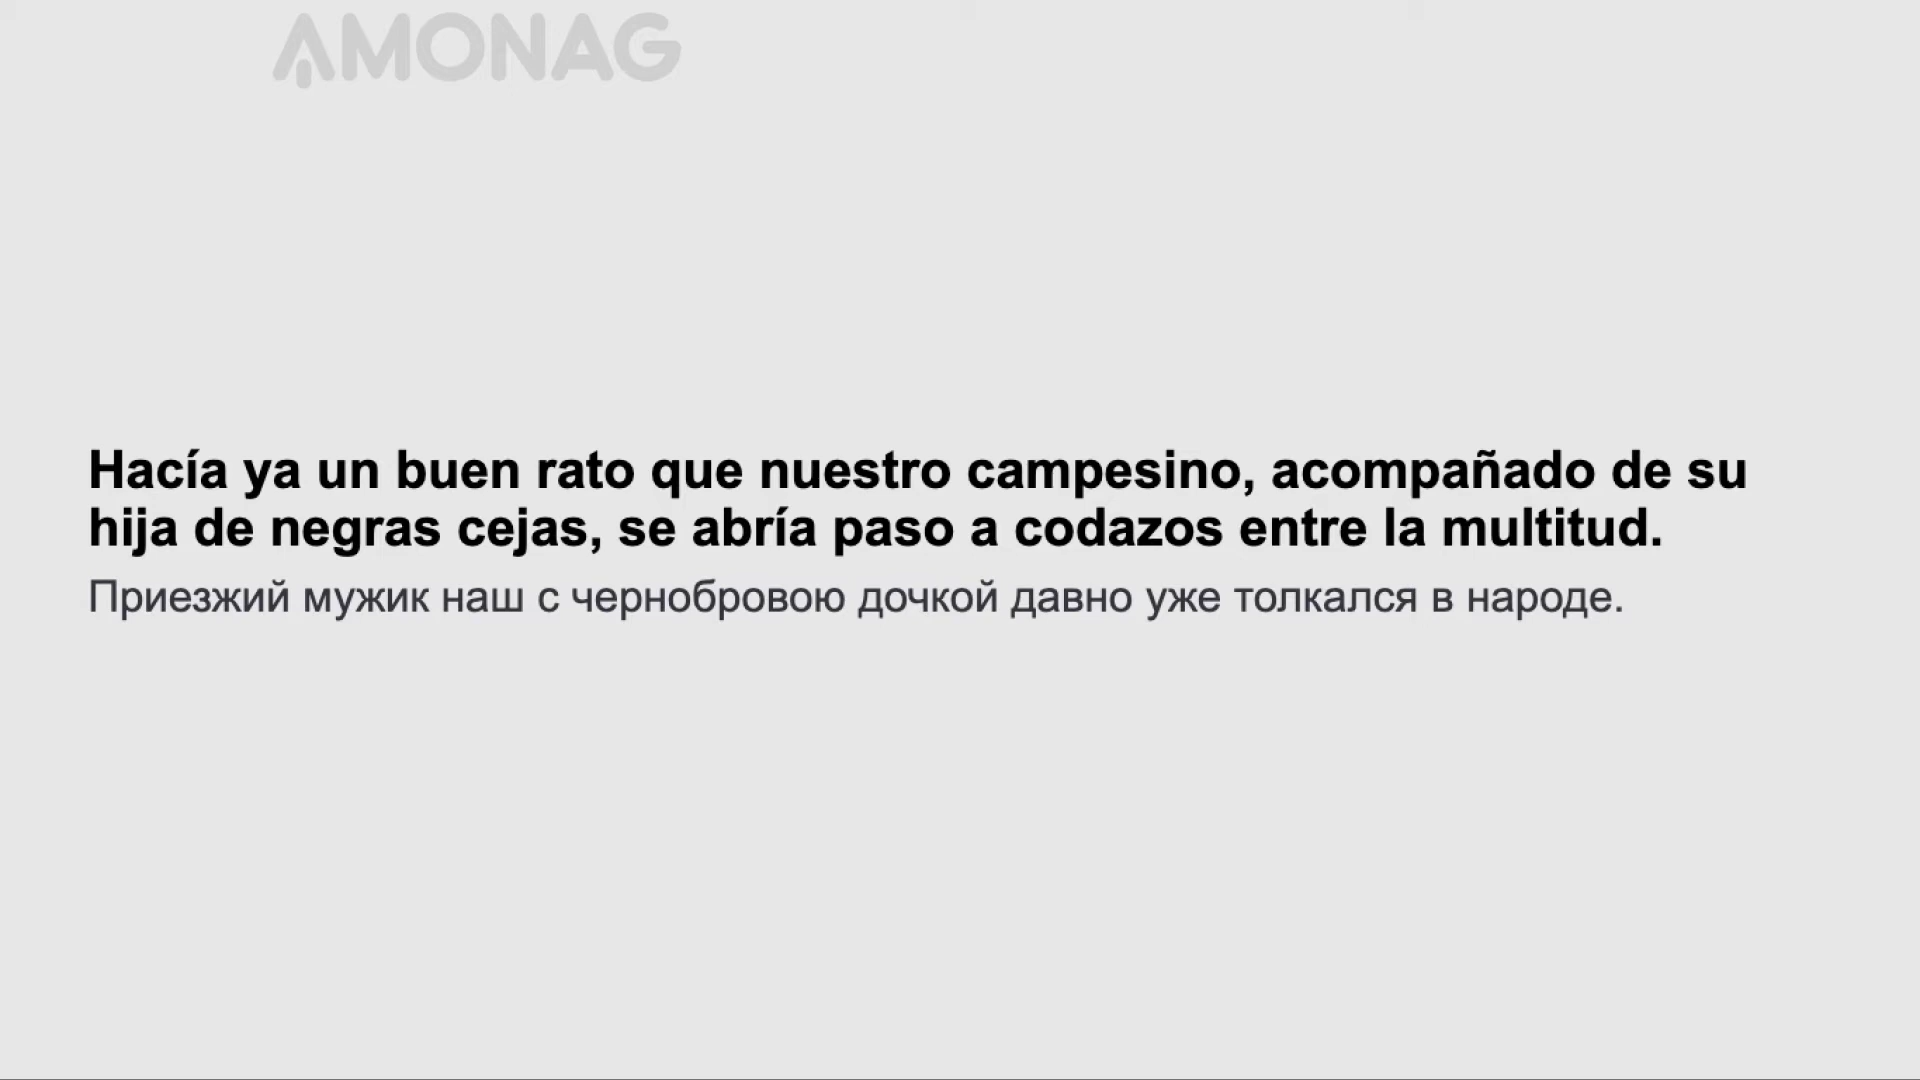 AMONAG
Hacía ya un buen rato que nuestro campesino, acompañado de su
hija de negras cejas, se abría paso a codazos entre la multitud.
Приезжий мужик наш с чернобровою дочкой давно уже толкался в народе.